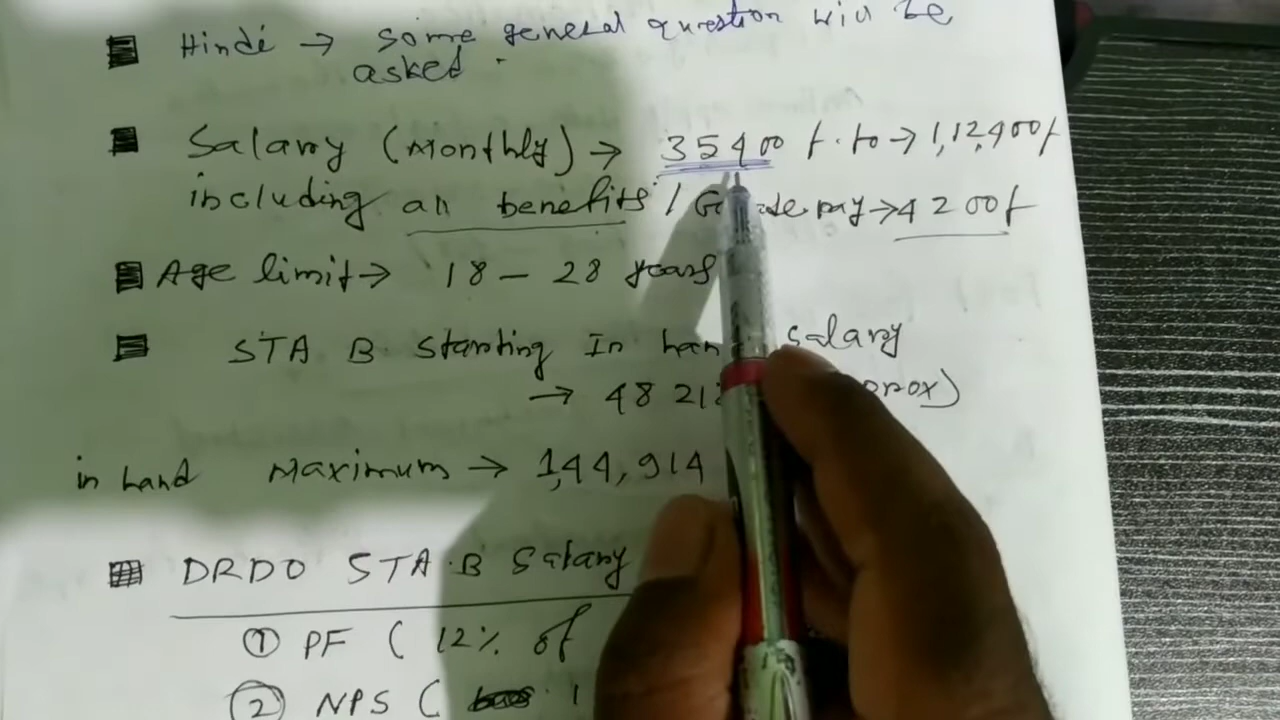 Hindi → some general question will be
asked.
Salary (Monthly) → 35400/- to → 1,12,400/-
including all benefits / Grade pay → 4200/-
Age limit → 18 - 28 years
STA B Starting In hand salary
→ 4821
in hand Maximum → 1,44,914
DRDO STA B Salary
① PF ( 12% of
② NPS (